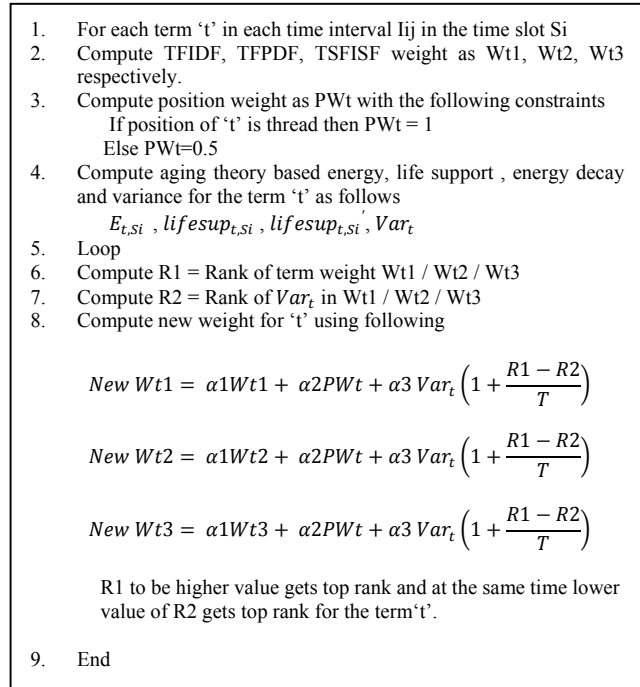 1. For each term ‘t’ in each time interval Iij in the time slot Si
2. Compute TFIDF, TFPDF, TSFISF weight as Wt1, Wt2, Wt3
respectively.
3. Compute position weight as PWt with the following constraints
If position of ‘t’ is thread then PWt = 1
Else PWt=0.5
4. Compute aging theory based energy, life support , energy decay
and variance for the term ‘t’ as follows
E_{t,Si} , lifesup_{t,Si} , lifesup_{t,Si}', Var_t
5. Loop
6. Compute R1 = Rank of term weight Wt1 / Wt2 / Wt3
7. Compute R2 = Rank of Var_t in Wt1 / Wt2 / Wt3
8. Compute new weight for ‘t’ using following
New Wt1 = α1Wt1 + α2PWt + α3 Var_t (1 + (R1 − R2)/T)
New Wt2 = α1Wt2 + α2PWt + α3 Var_t (1 + (R1 − R2)/T)
New Wt3 = α1Wt3 + α2PWt + α3 Var_t (1 + (R1 − R2)/T)
R1 to be higher value gets top rank and at the same time lower
value of R2 gets top rank for the term‘t’.
9. End